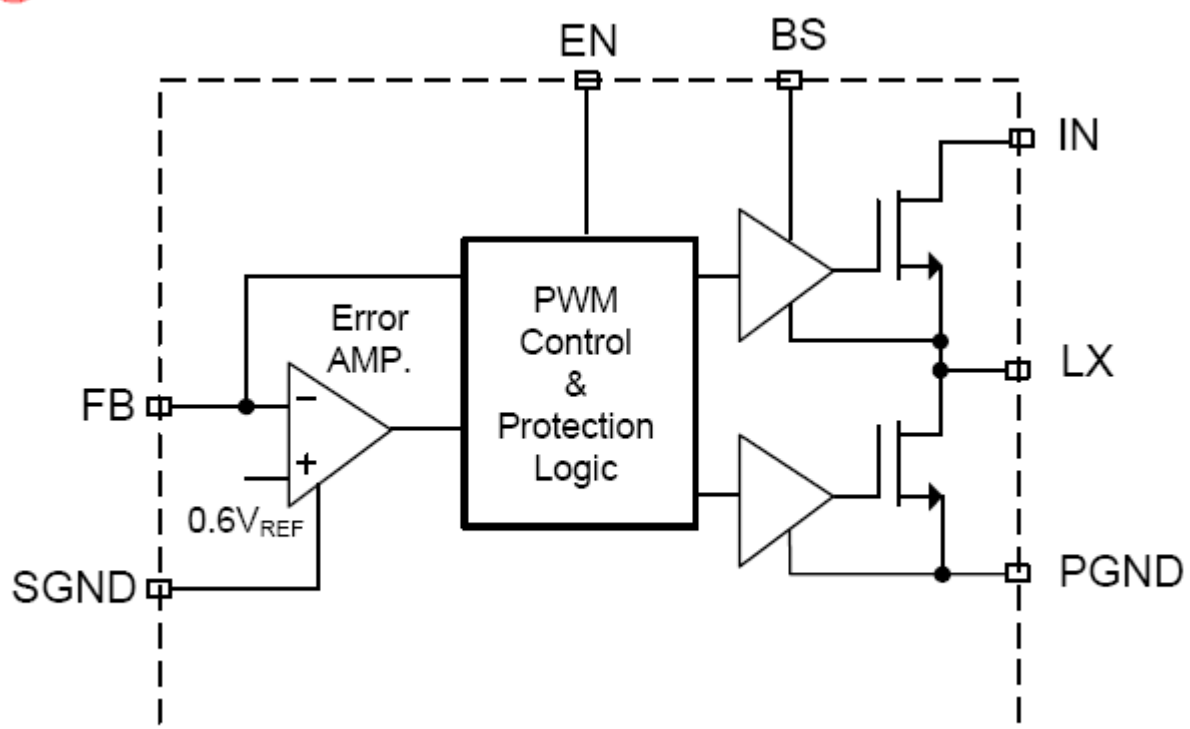 EN
BS
IN
Error
AMP.
PWM
Control
&
Protection
Logic
LX
FB
−
+
0.6VREF
SGND
PGND